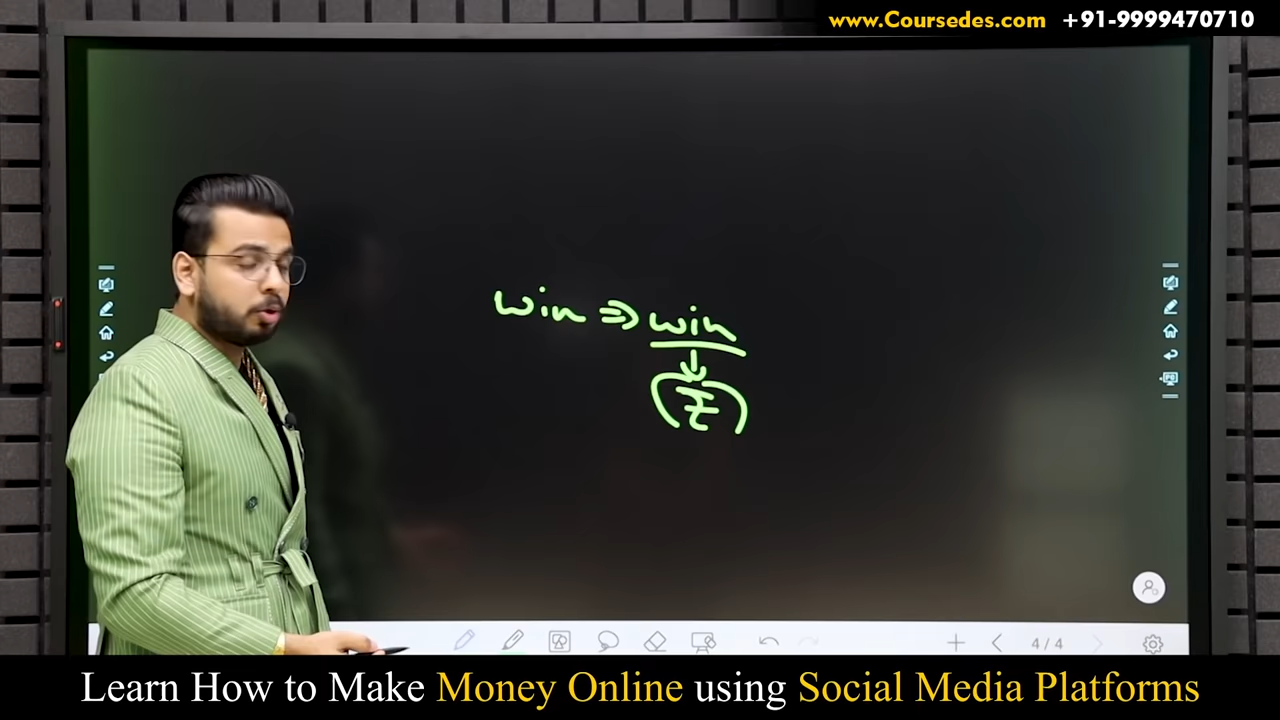 www.Coursedes.com +91-9999470710
win ⇒ win
↓
(₹)
4/4
Learn How to Make Money Online using Social Media Platforms